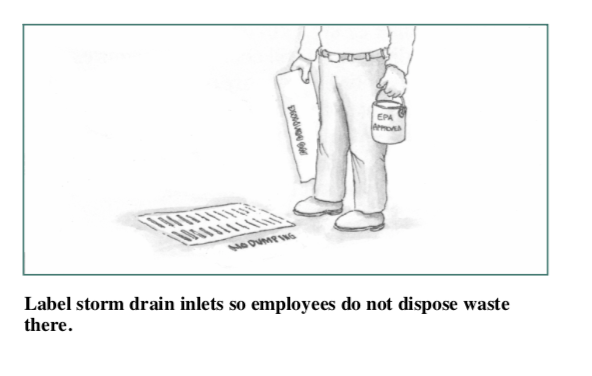 EPA
APPROVED
NO DUMPING
Label storm drain inlets so employees do not dispose waste
there.